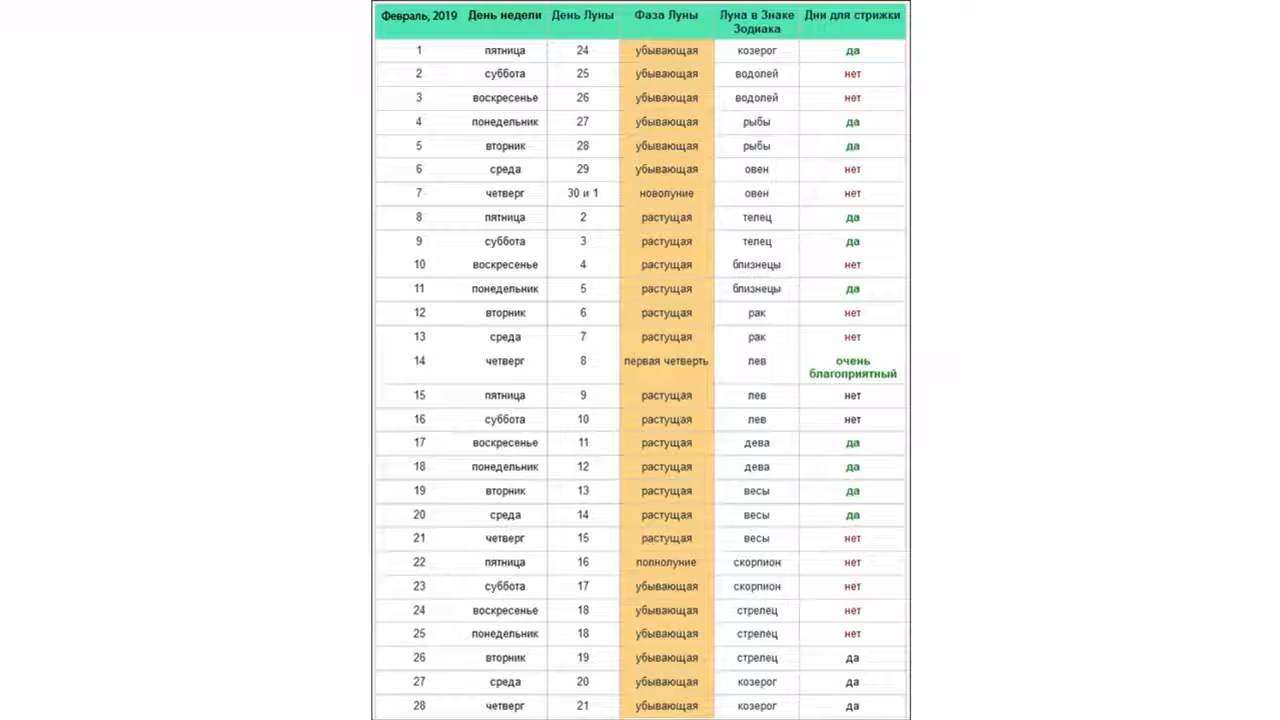 Февраль, 2019 День недели День Луны Фаза Луны Луна в Знаке Зодиака Дни для стрижки
1 пятница 24 убывающая козерог да
2 суббота 25 убывающая водолей нет
3 воскресенье 26 убывающая водолей нет
4 понедельник 27 убывающая рыбы да
5 вторник 28 убывающая рыбы да
6 среда 29 убывающая овен нет
7 четверг 30 и 1 новолуние овен нет
8 пятница 2 растущая телец да
9 суббота 3 растущая телец да
10 воскресенье 4 растущая близнецы нет
11 понедельник 5 растущая близнецы да
12 вторник 6 растущая рак нет
13 среда 7 растущая рак нет
14 четверг 8 первая четверть лев очень благоприятный
15 пятница 9 растущая лев нет
16 суббота 10 растущая лев нет
17 воскресенье 11 растущая дева да
18 понедельник 12 растущая дева да
19 вторник 13 растущая весы да
20 среда 14 растущая весы да
21 четверг 15 растущая весы нет
22 пятница 16 полнолуние скорпион нет
23 суббота 17 убывающая скорпион нет
24 воскресенье 18 убывающая стрелец нет
25 понедельник 18 убывающая стрелец нет
26 вторник 19 убывающая стрелец да
27 среда 20 убывающая козерог да
28 четверг 21 убывающая козерог да